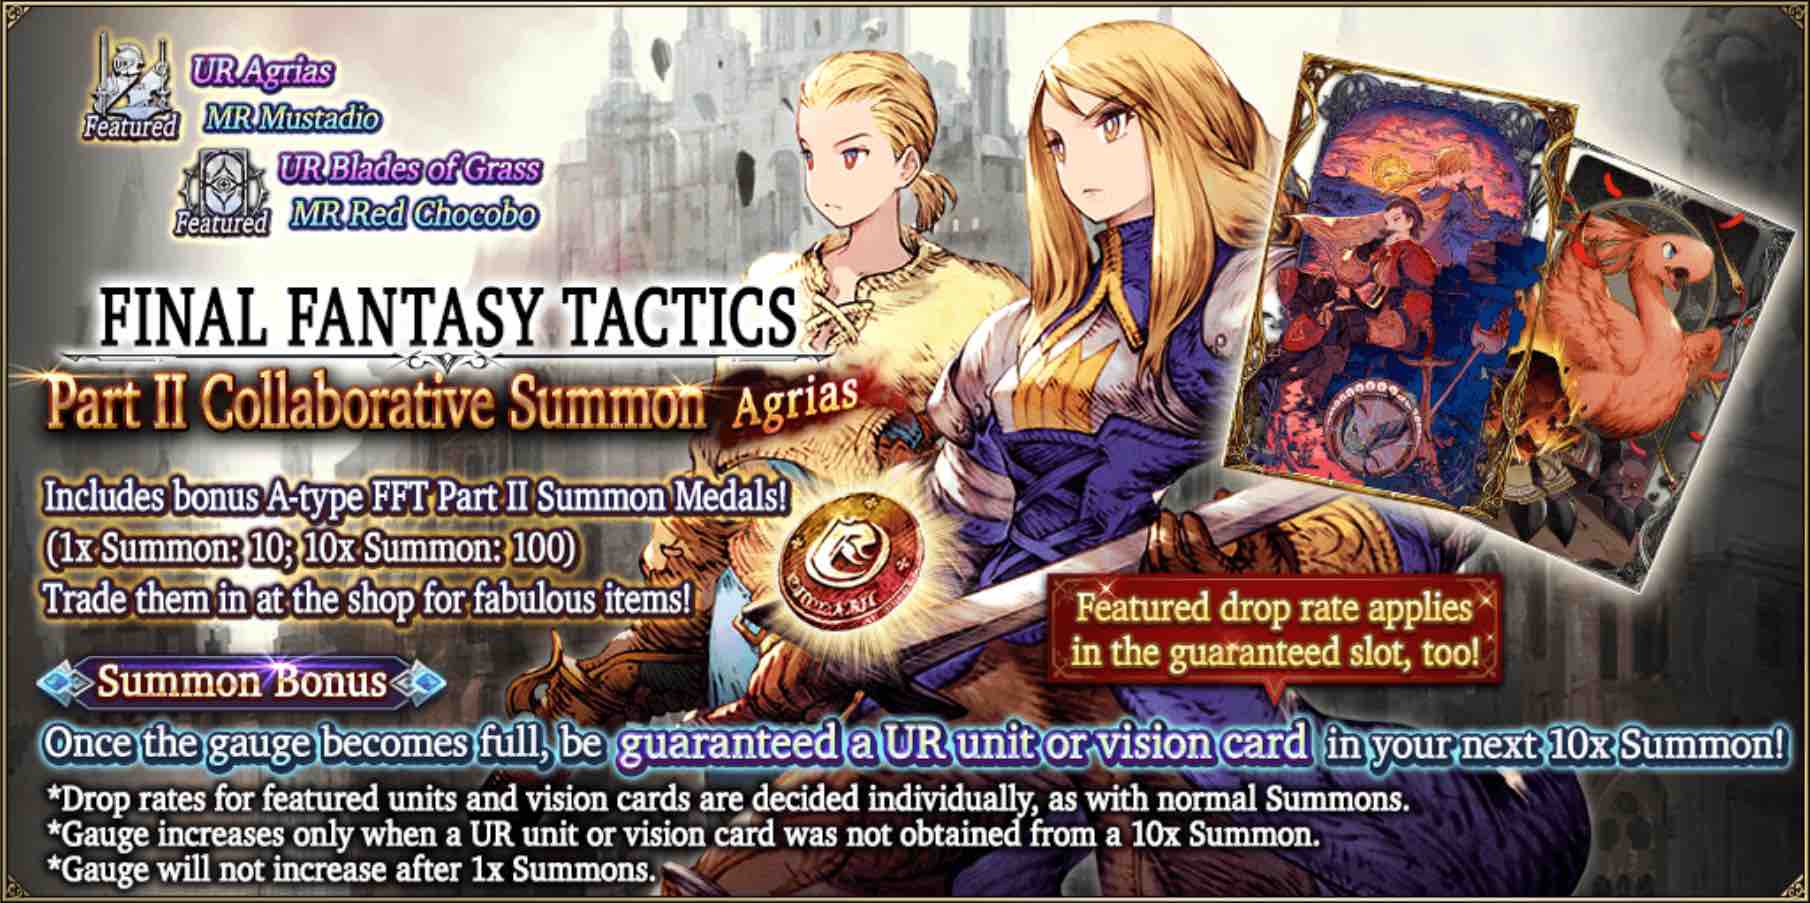 UR Agrias
Featured
MR Mustadio
UR Blades of Grass
Featured
MR Red Chocobo
FINAL FANTASY TACTICS
Part II Collaborative Summon Agrias
Includes bonus A-type FFT Part II Summon Medals!
(1x Summon: 10; 10x Summon: 100)
Trade them in at the shop for fabulous items!
Featured drop rate applies
in the guaranteed slot, too!
Summon Bonus
Once the gauge becomes full, be guaranteed a UR unit or vision card in your next 10x Summon!
*Drop rates for featured units and vision cards are decided individually, as with normal Summons.
*Gauge increases only when a UR unit or vision card was not obtained from a 10x Summon.
*Gauge will not increase after 1x Summons.